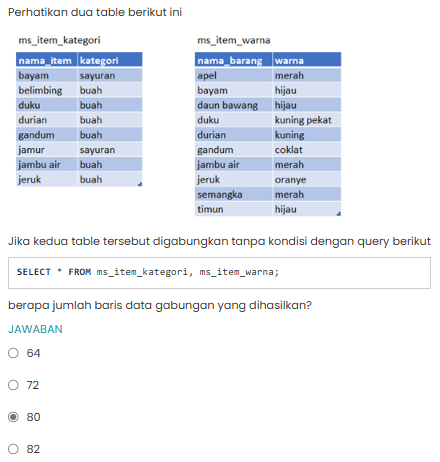 Perhatikan dua table berikut ini
ms_item_kategori
nama_item kategori
bayam sayuran
belimbing buah
duku buah
durian buah
gandum buah
jamur sayuran
jambu air buah
jeruk buah
ms_item_warna
nama_barang warna
apel merah
bayam hijau
daun bawang hijau
duku kuning pekat
durian kuning
gandum coklat
jambu air merah
jeruk oranye
semangka merah
timun hijau
Jika kedua table tersebut digabungkan tanpa kondisi dengan query berikut
SELECT * FROM ms_item_kategori, ms_item_warna;
berapa jumlah baris data gabungan yang dihasilkan?
JAWABAN
64
72
80
82